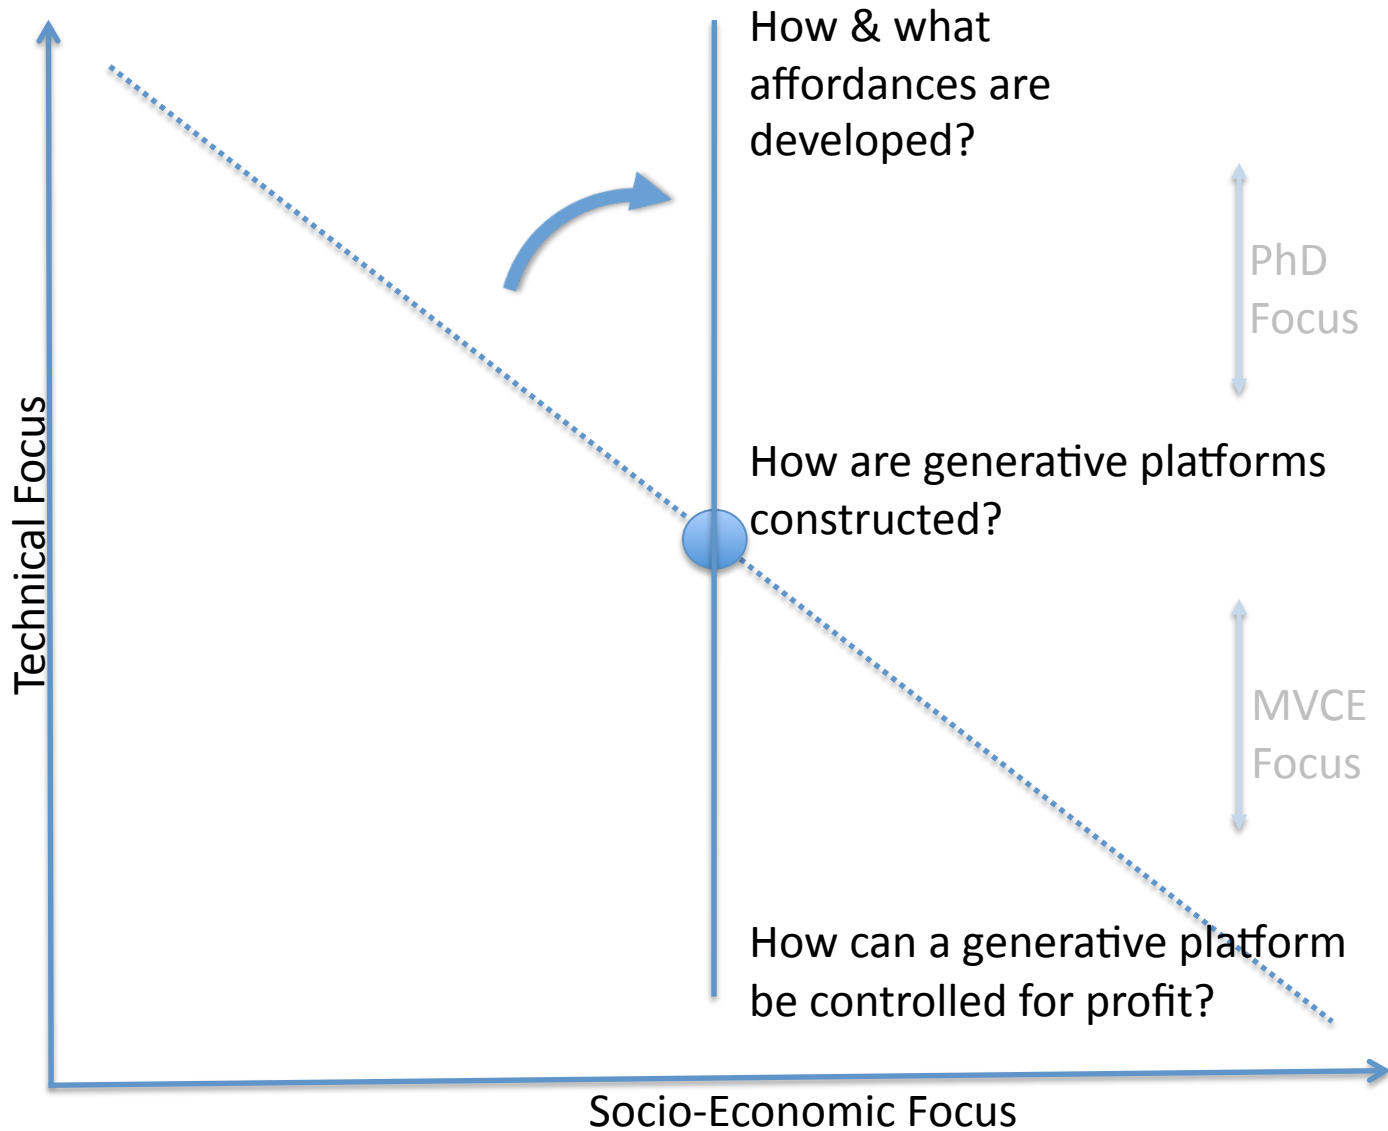 How & what
affordances are
developed?
PhD
Focus
Technical Focus
How are generative platforms
constructed?
MVCE
Focus
How can a generative platform
be controlled for profit?
Socio-Economic Focus